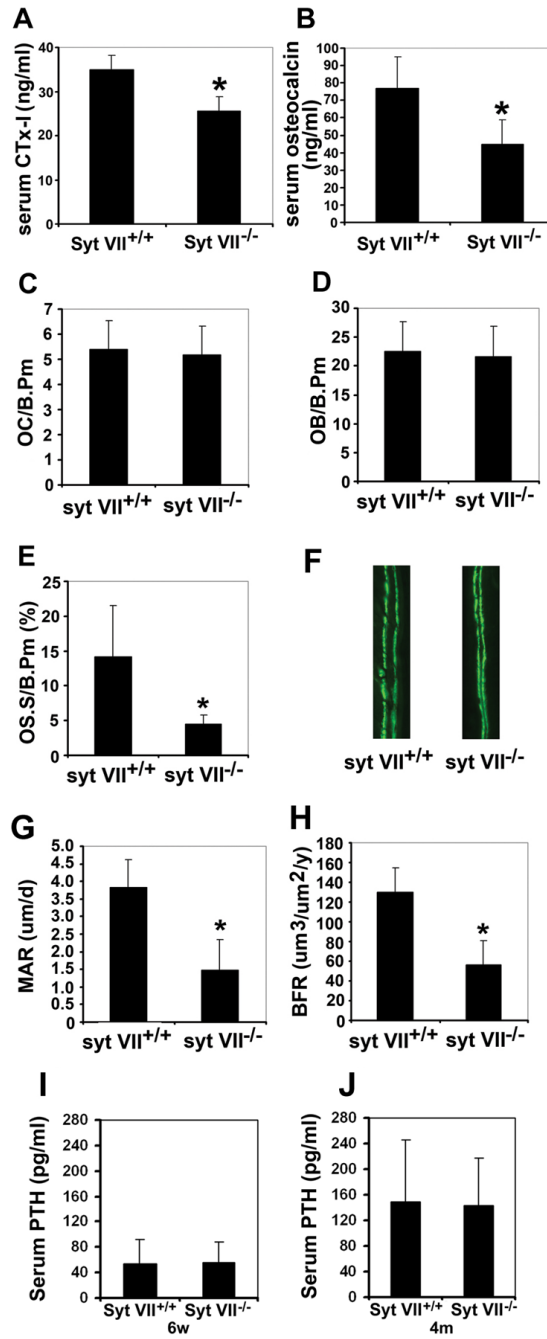 A
serum CTx-I (ng/ml)
40
30
20
10
0
*
Syt VII+/+ Syt VII-/-
B
serum osteocalcin
(ng/ml)
100
90
80
70
60
50
40
30
20
10
0
*
Syt VII+/+ Syt VII-/-
C
OC/B.Pm
7
6
5
4
3
2
1
0
syt VII+/+ syt VII-/-
D
OB/B.Pm
30
25
20
15
10
5
0
syt VII+/+ syt VII-/-
E
OS.S/B.Pm (%)
25
20
15
10
5
0
*
syt VII+/+ syt VII-/-
F
syt VII+/+ syt VII-/-
G
MAR (um/d)
5.0
4.5
4.0
3.5
3.0
2.5
2.0
1.5
1.0
0.5
0
*
syt VII+/+ syt VII-/-
H
BFR (um3/um2/y)
180
160
140
120
100
80
60
40
20
0
*
syt VII+/+ syt VII-/-
I
Serum PTH (pg/ml)
280
240
200
160
120
80
40
0
Syt VII+/+ Syt VII-/-
6w
J
Serum PTH (pg/ml)
280
240
200
160
120
80
40
0
Syt VII+/+ Syt VII-/-
4m